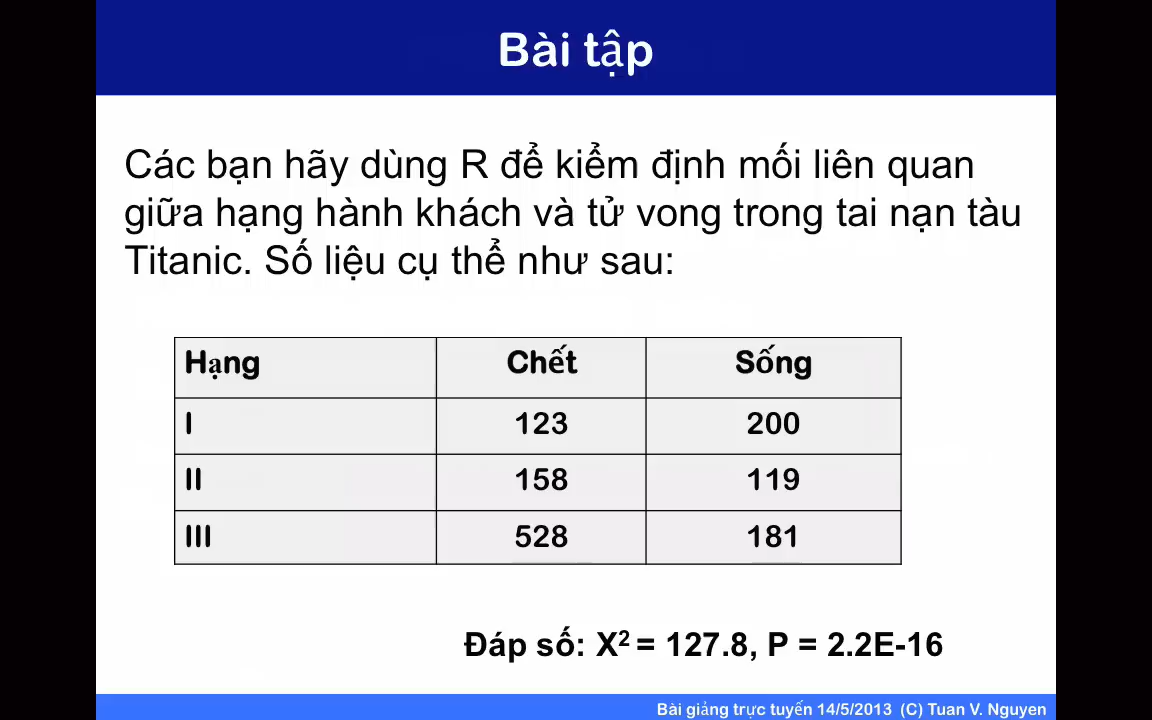 Bài tập
Các bạn hãy dùng R để kiểm định mối liên quan
giữa hạng hành khách và tử vong trong tai nạn tàu
Titanic. Số liệu cụ thể như sau:
Hạng Chết Sống
I 123 200
II 158 119
III 528 181
Đáp số: X² = 127.8, P = 2.2E-16
Bài giảng trực tuyến 14/5/2013 (C) Tuan V. Nguyen